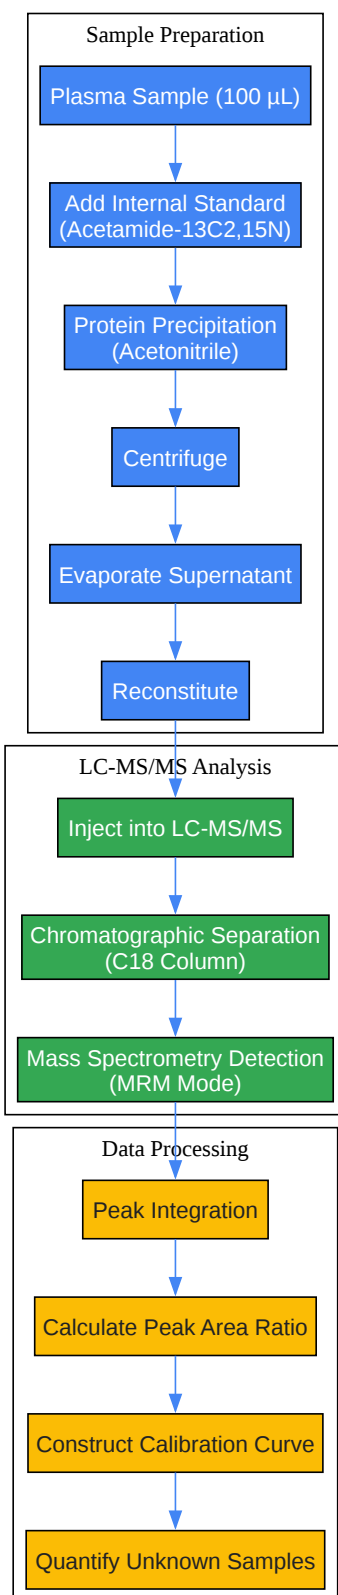 Sample Preparation
Plasma Sample (100 µL)
Add Internal Standard
(Acetamide-13C2,15N)
Protein Precipitation
(Acetonitrile)
Centrifuge
Evaporate Supernatant
Reconstitute
LC-MS/MS Analysis
Inject into LC-MS/MS
Chromatographic Separation
(C18 Column)
Mass Spectrometry Detection
(MRM Mode)
Data Processing
Peak Integration
Calculate Peak Area Ratio
Construct Calibration Curve
Quantify Unknown Samples